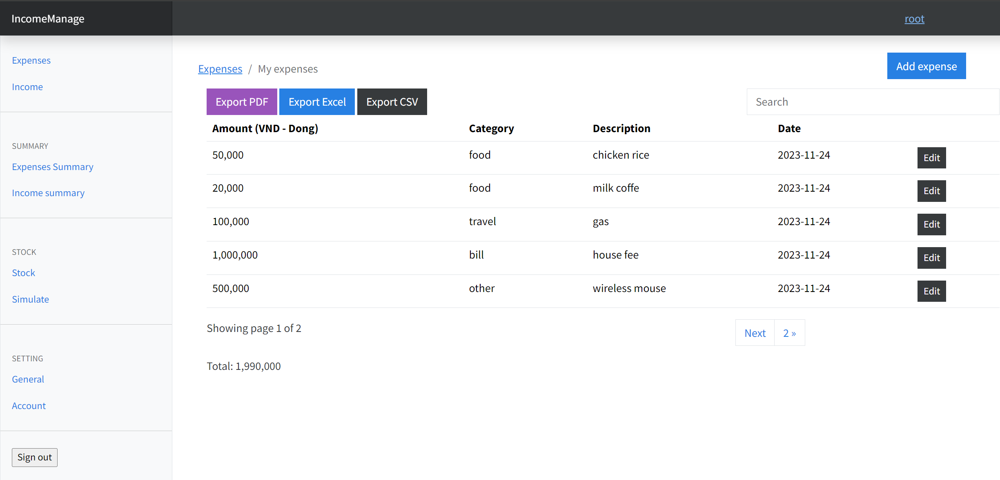 IncomeManage
root
Expenses
Income
SUMMARY
Expenses Summary
Income summary
STOCK
Stock
Simulate
SETTING
General
Account
Sign out
Expenses / My expenses
Add expense
Export PDF Export Excel Export CSV
Search
Amount (VND - Dong) Category Description Date
50,000 food chicken rice 2023-11-24 Edit
20,000 food milk coffe 2023-11-24 Edit
100,000 travel gas 2023-11-24 Edit
1,000,000 bill house fee 2023-11-24 Edit
500,000 other wireless mouse 2023-11-24 Edit
Showing page 1 of 2
Next 2 »
Total: 1,990,000